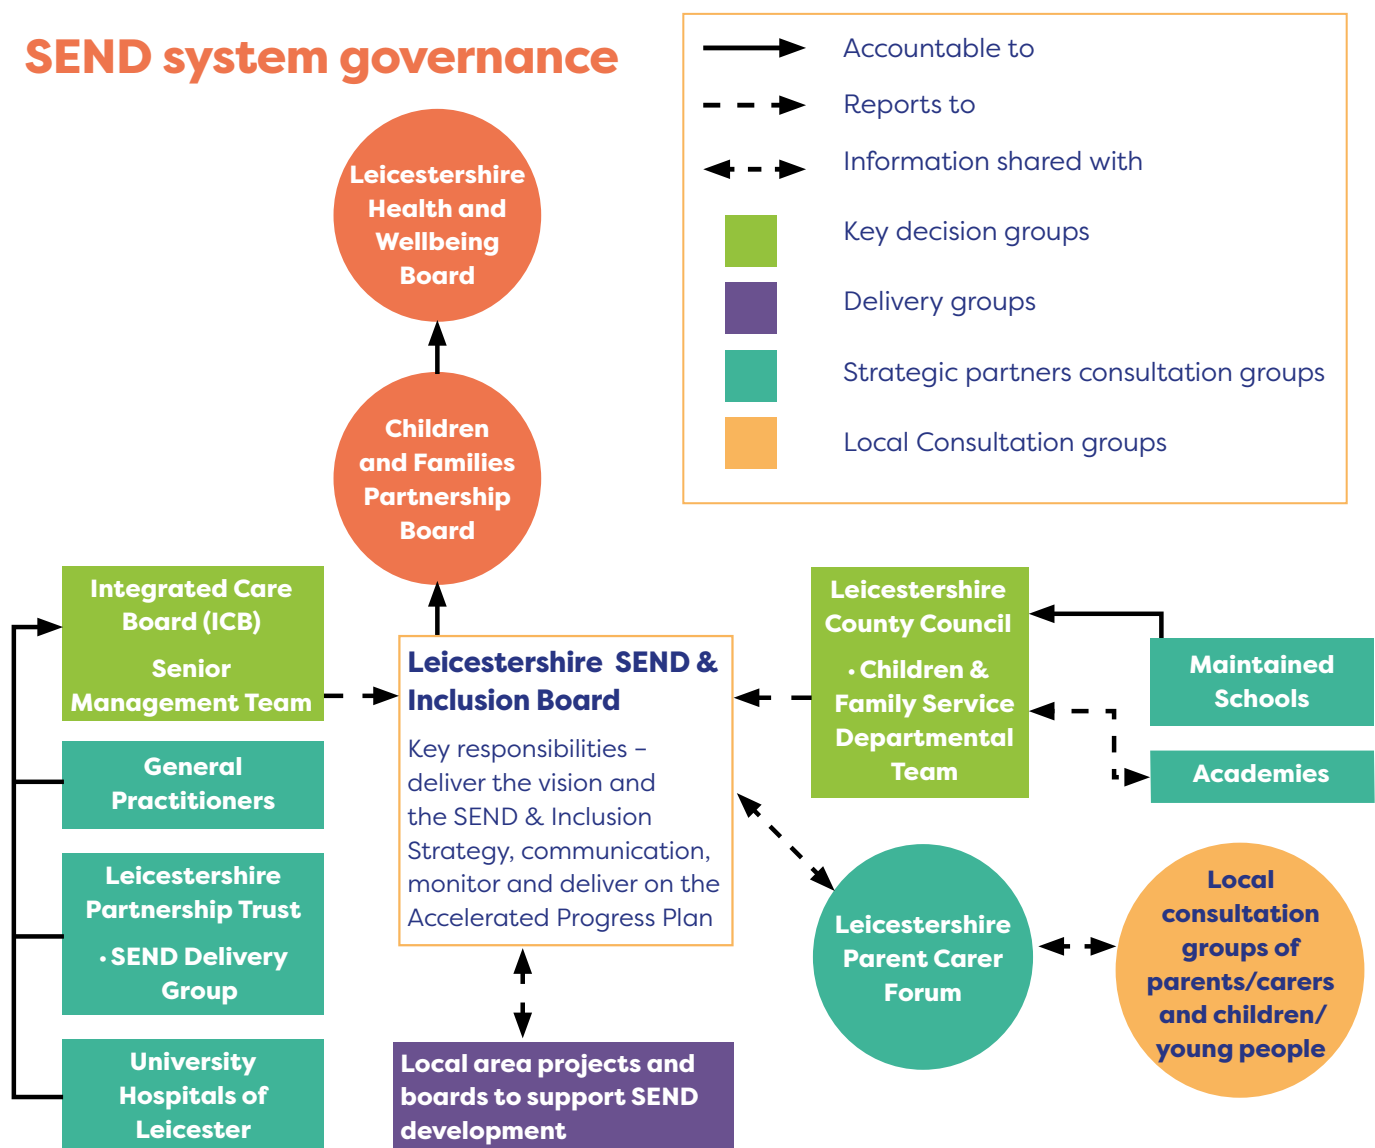 SEND system governance
Accountable to
Reports to
Information shared with
Key decision groups
Delivery groups
Strategic partners consultation groups
Local Consultation groups
Leicestershire
Health and
Wellbeing
Board
Children
and Families
Partnership
Board
Integrated Care
Board (ICB)
Senior
Management Team
General
Practitioners
Leicestershire
Partnership Trust
• SEND Delivery
Group
University
Hospitals of
Leicester
Leicestershire SEND &
Inclusion Board
Key responsibilities –
deliver the vision and
the SEND & Inclusion
Strategy, communication,
monitor and deliver on the
Accelerated Progress Plan
Local area projects and
boards to support SEND
development
Leicestershire
County Council
• Children &
Family Service
Departmental
Team
Maintained
Schools
Academies
Leicestershire
Parent Carer
Forum
Local
consultation
groups of
parents/carers
and children/
young people